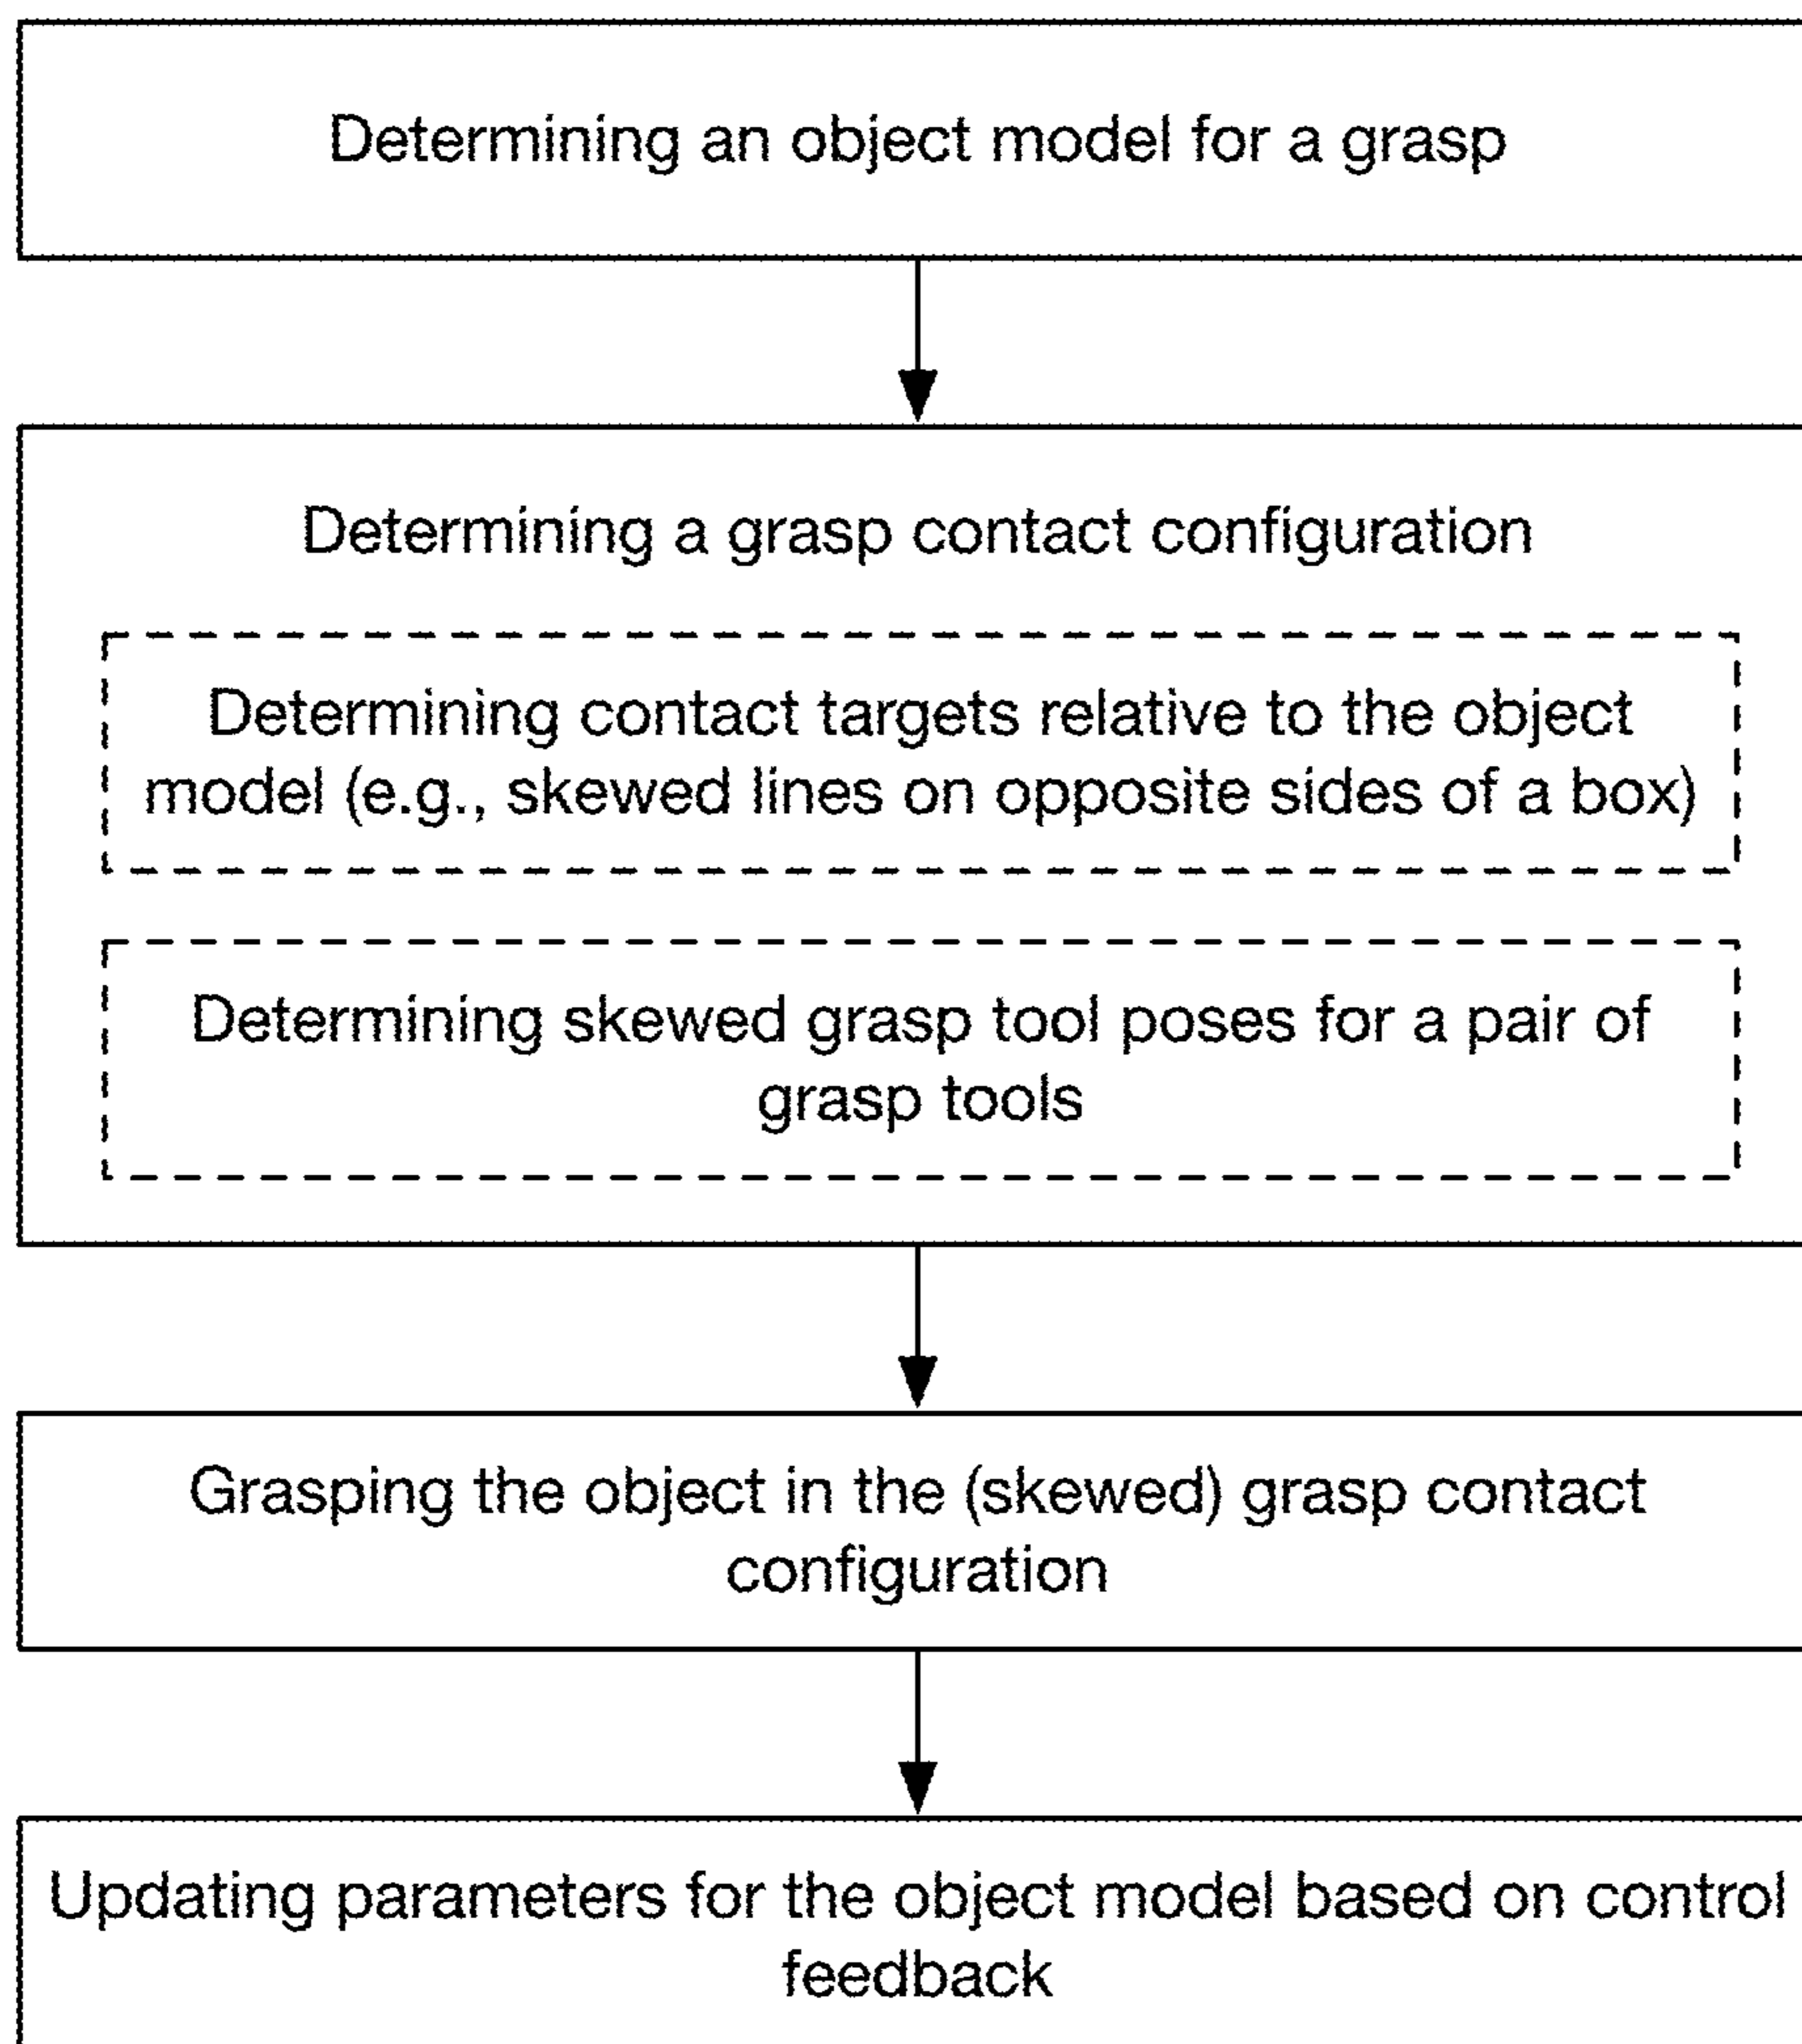 Determining an object model for a grasp
Determining a grasp contact configuration
Determining contact targets relative to the object
model (e.g., skewed lines on opposite sides of a box)
Determining skewed grasp tool poses for a pair of
grasp tools
Grasping the object in the (skewed) grasp contact
configuration
Updating parameters for the object model based on control
feedback